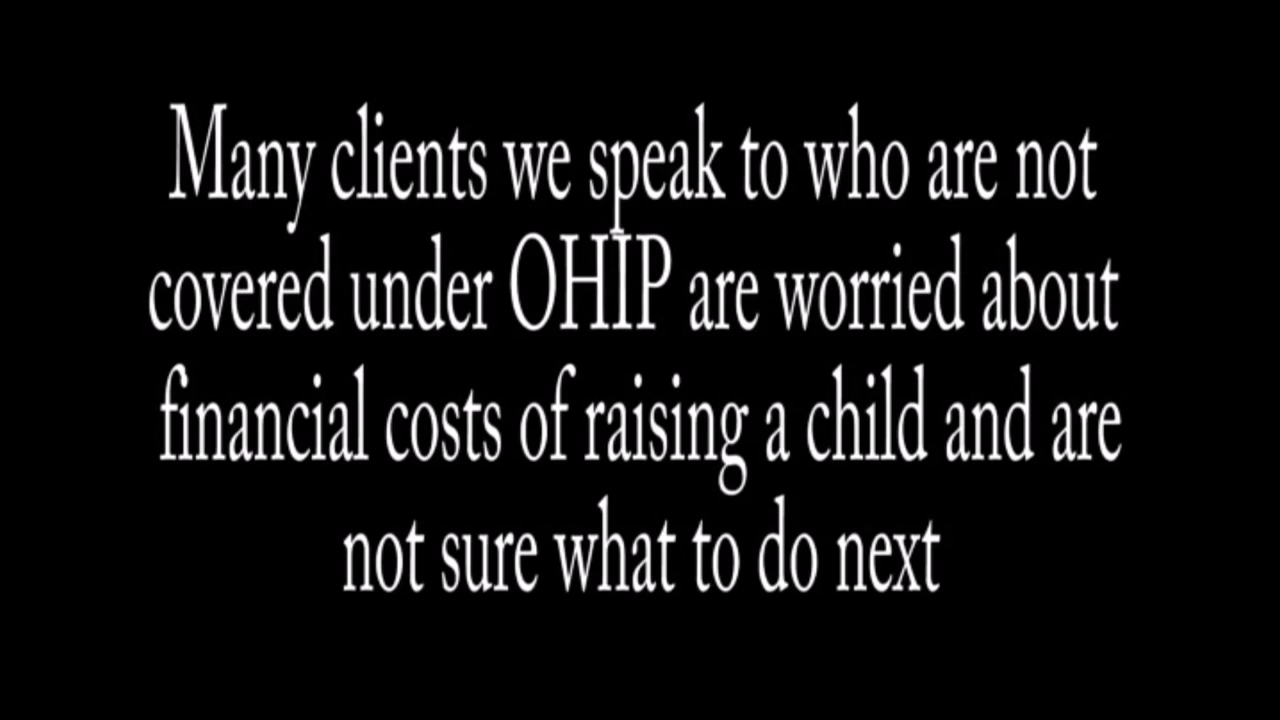 Many clients we speak to who are not
covered under OHIP are worried about
financial costs of raising a child and are
not sure what to do next